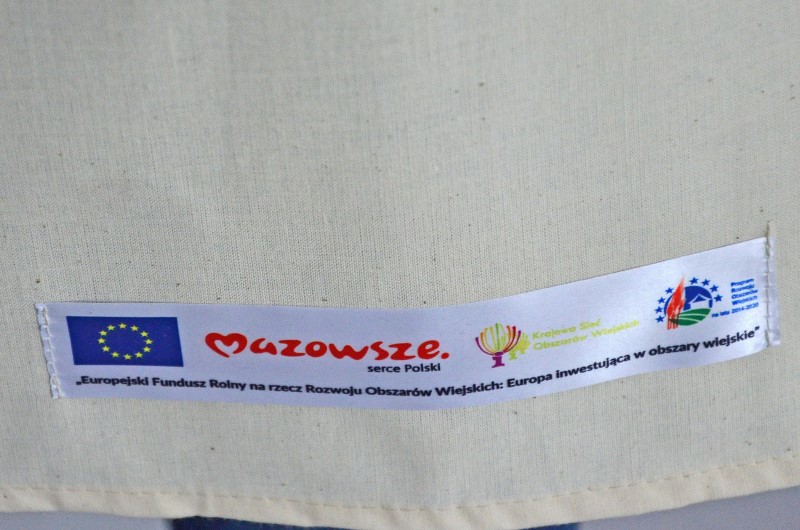 Mazowsze.
serce Polski
Krajowa Sieć
Obszarów Wiejskich
Program
Rozwoju
Obszarów
Wiejskich
na lata 2014-2020
„Europejski Fundusz Rolny na rzecz Rozwoju Obszarów Wiejskich: Europa inwestująca w obszary wiejskie”